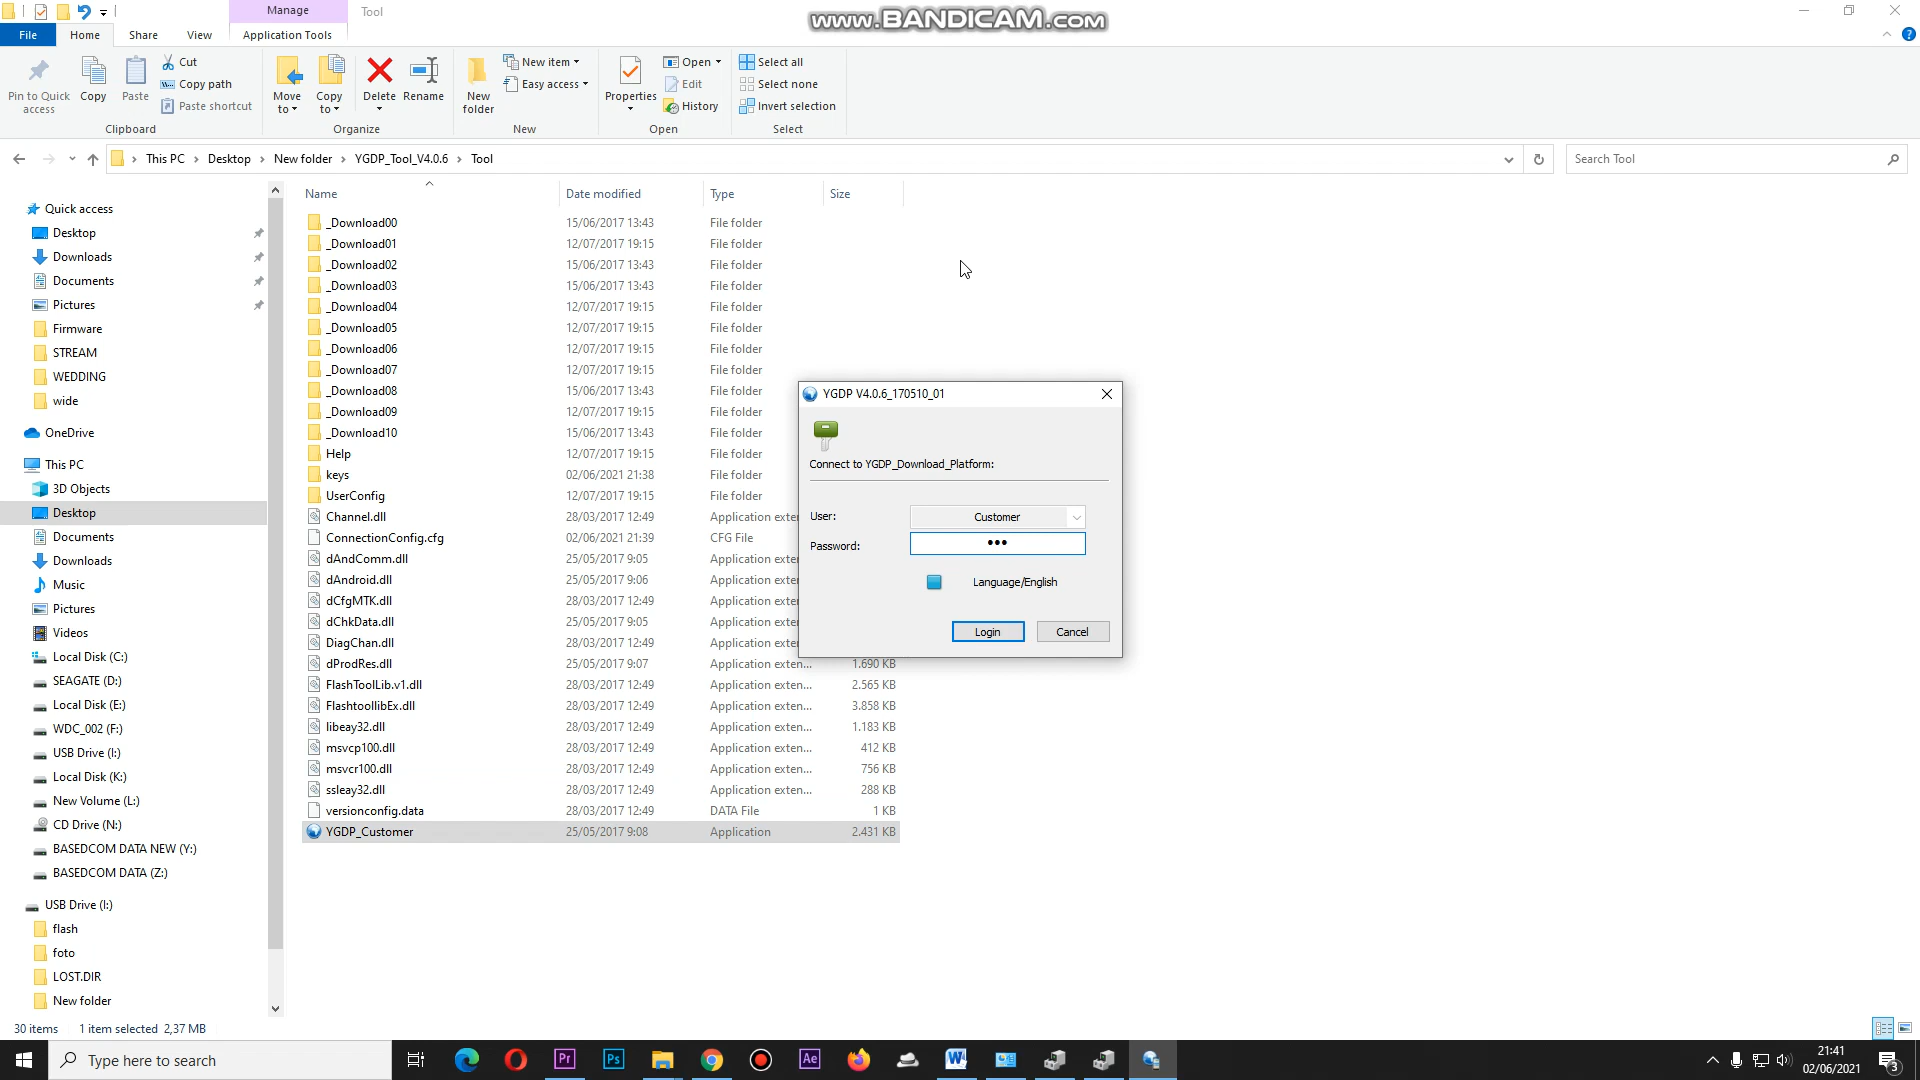 Manage
Tool
www.BANDICAM.com
File
Home
Share
View
Application Tools
Pin to Quick access
Copy
Paste
Cut
Copy path
Paste shortcut
Clipboard
Move to
Copy to
Delete
Rename
Organize
New folder
New item
Easy access
New
Properties
Open
Edit
History
Open
Select all
Select none
Invert selection
Select
This PC
Desktop
New folder
YGDP_Tool_V4.0.6
Tool
Search Tool
Quick access
Desktop
Downloads
Documents
Pictures
Firmware
STREAM
WEDDING
wide
OneDrive
This PC
3D Objects
Desktop
Documents
Downloads
Music
Pictures
Videos
Local Disk (C:)
SEAGATE (D:)
Local Disk (E:)
WDC_002 (F:)
USB Drive (I:)
Local Disk (K:)
New Volume (L:)
CD Drive (N:)
BASEDCOM DATA NEW (Y:)
BASEDCOM DATA (Z:)
USB Drive (I:)
flash
foto
LOST.DIR
New folder
Name Date modified Type Size
_Download00 15/06/2017 13:43 File folder
_Download01 12/07/2017 19:15 File folder
_Download02 15/06/2017 13:43 File folder
_Download03 15/06/2017 13:43 File folder
_Download04 12/07/2017 19:15 File folder
_Download05 12/07/2017 19:15 File folder
_Download06 12/07/2017 19:15 File folder
_Download07 12/07/2017 19:15 File folder
_Download08 15/06/2017 13:43 File folder
_Download09 12/07/2017 19:15 File folder
_Download10 15/06/2017 13:43 File folder
Help 12/07/2017 19:15 File folder
keys 02/06/2021 21:38 File folder
UserConfig 12/07/2017 19:15 File folder
Channel.dll 28/03/2017 12:49 Application exten
ConnectionConfig.cfg 02/06/2021 21:39 CFG File
dAndComm.dll 25/05/2017 9:05 Application exten
dAndroid.dll 25/05/2017 9:06 Application exten
dCfgMTK.dll 28/03/2017 12:49 Application exten
dChkData.dll 25/05/2017 9:05 Application exten
DiagChan.dll 28/03/2017 12:49 Application exten
dProdRes.dll 25/05/2017 9:07 Application exten... 1.690 KB
FlashToolLib.v1.dll 28/03/2017 12:49 Application exten... 2.565 KB
FlashtoollibEx.dll 28/03/2017 12:49 Application exten... 3.858 KB
libeay32.dll 28/03/2017 12:49 Application exten... 1.183 KB
msvcp100.dll 28/03/2017 12:49 Application exten... 412 KB
msvcr100.dll 28/03/2017 12:49 Application exten... 756 KB
ssleay32.dll 28/03/2017 12:49 Application exten... 288 KB
versionconfig.data 28/03/2017 12:49 DATA File 1 KB
YGDP_Customer 25/05/2017 9:08 Application 2.431 KB
YGDP V4.0.6_170510_01
Connect to YGDP_Download_Platform:
User: Customer
Password: •••
Language/English
Login Cancel
30 items 1 item selected 2,37 MB
Type here to search
Pr
Ps
Ae
W
21:41
02/06/2021
3